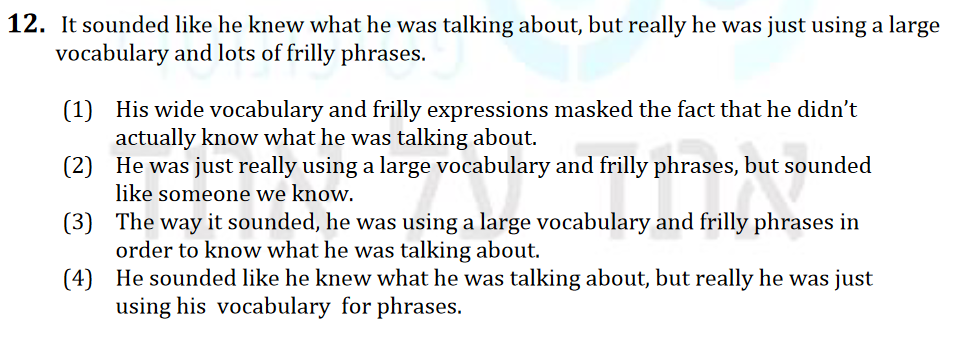 12. It sounded like he knew what he was talking about, but really he was just using a large
vocabulary and lots of frilly phrases.
(1) His wide vocabulary and frilly expressions masked the fact that he didn't
actually know what he was talking about.
(2) He was just really using a large vocabulary and frilly phrases, but sounded
like someone we know.
(3) The way it sounded, he was using a large vocabulary and frilly phrases in
order to know what he was talking about.
(4) He sounded like he knew what he was talking about, but really he was just
using his vocabulary for phrases.
אחד על אחד